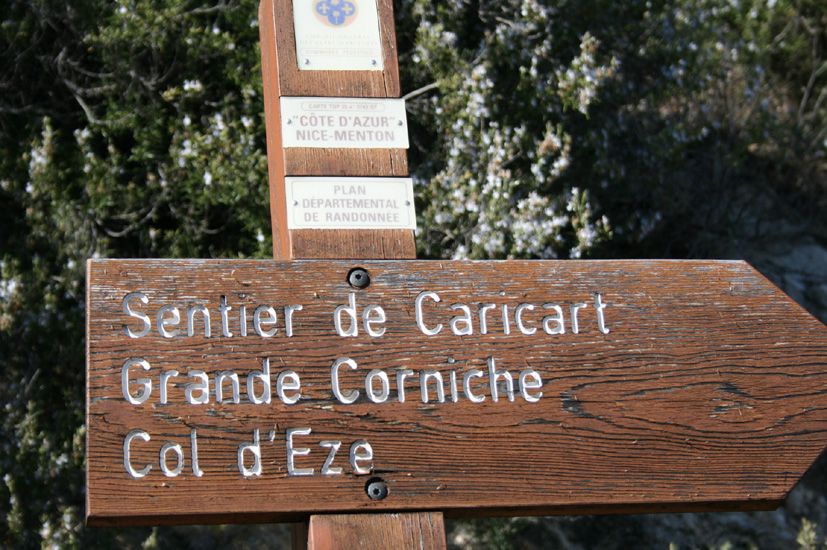 "CÔTE D'AZUR"
NICE-MENTON
PLAN
DÉPARTEMENTAL
DE RANDONNÉE
Sentier de Caricart
Grande Corniche
Col d'Eze